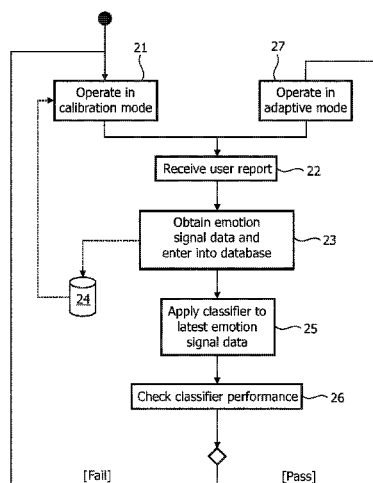 21
27
Operate in
calibration mode
Operate in
adaptive mode
Receive user report
22
Obtain emotion
signal data and
enter into database
23
24
Apply classifier to
latest emotion
signal data
25
Check classifier performance
26
[Fail]
[Pass]